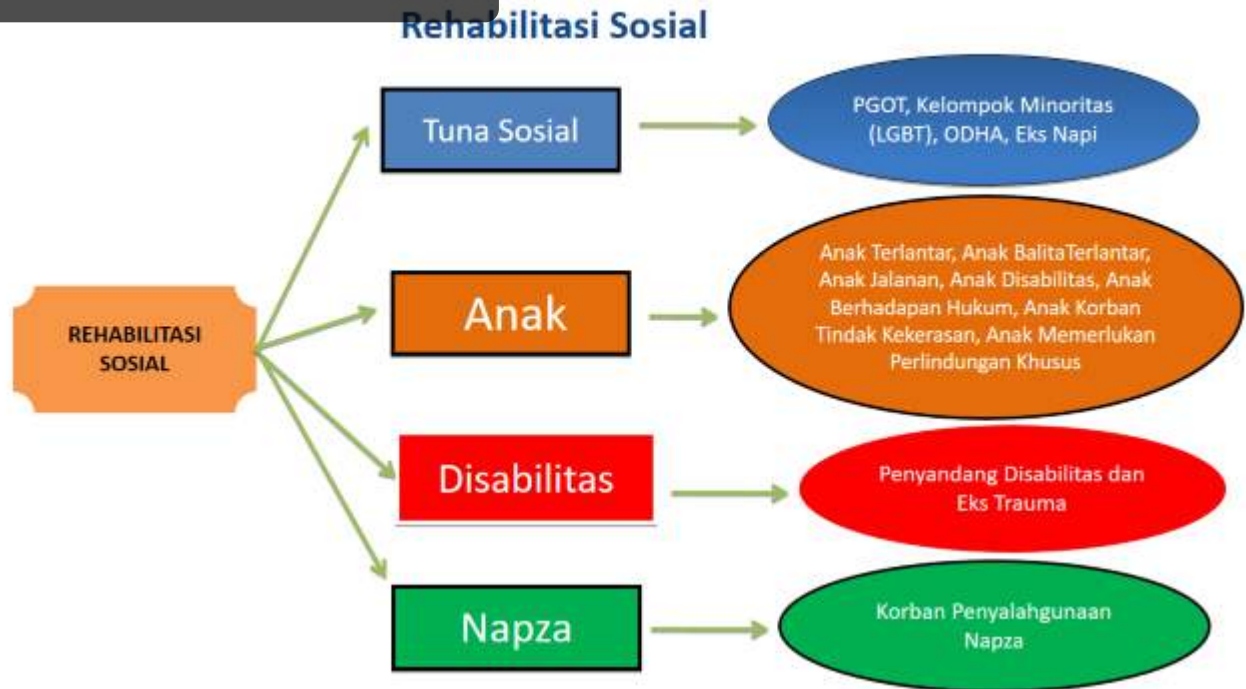 Rehabilitasi Sosial
Tuna Sosial
PGOT, Kelompok Minoritas
(LGBT), ODHA, Eks Napi
REHABILITASI
SOSIAL
Anak
Anak Terlantar, Anak BalitaTerlantar,
Anak Jalanan, Anak Disabilitas, Anak
Berhadapan Hukum, Anak Korban
Tindak Kekerasan, Anak Memerlukan
Perlindungan Khusus
Disabilitas
Penyandang Disabilitas dan
Eks Trauma
Napza
Korban Penyalahgunaan
Napza